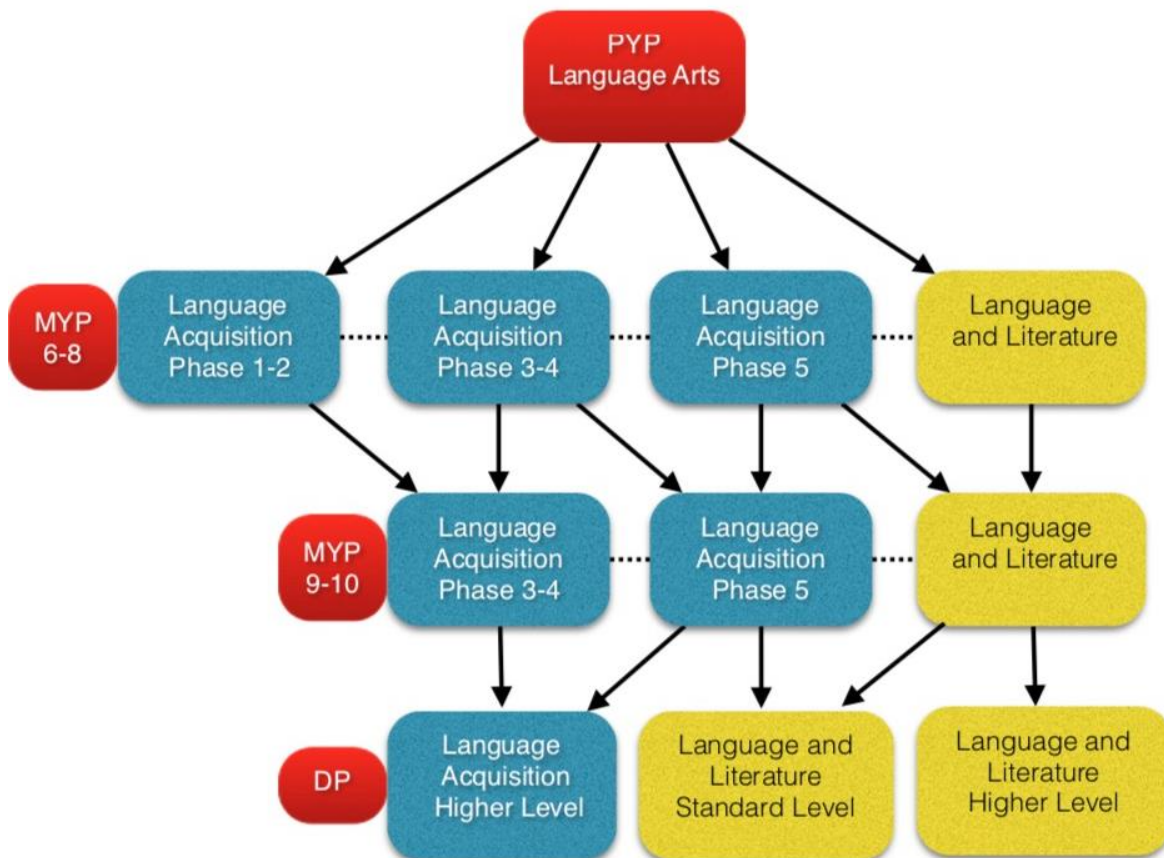 PYP
Language Arts
MYP
6-8
Language
Acquisition
Phase 1-2
Language
Acquisition
Phase 3-4
Language
Acquisition
Phase 5
Language
and Literature
MYP
9-10
Language
Acquisition
Phase 3-4
Language
Acquisition
Phase 5
Language
and Literature
DP
Language
Acquisition
Higher Level
Language and
Literature
Standard Level
Language and
Literature
Higher Level